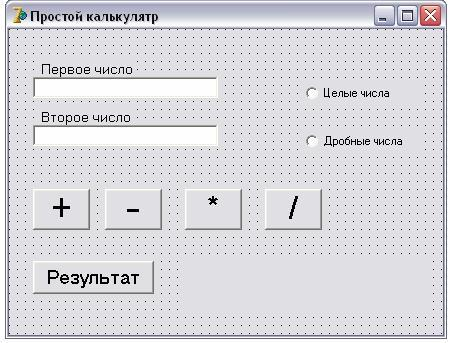 Простой калькулятр
Первое число
Целые числа
Второе число
Дробные числа
+ - * /
Результат